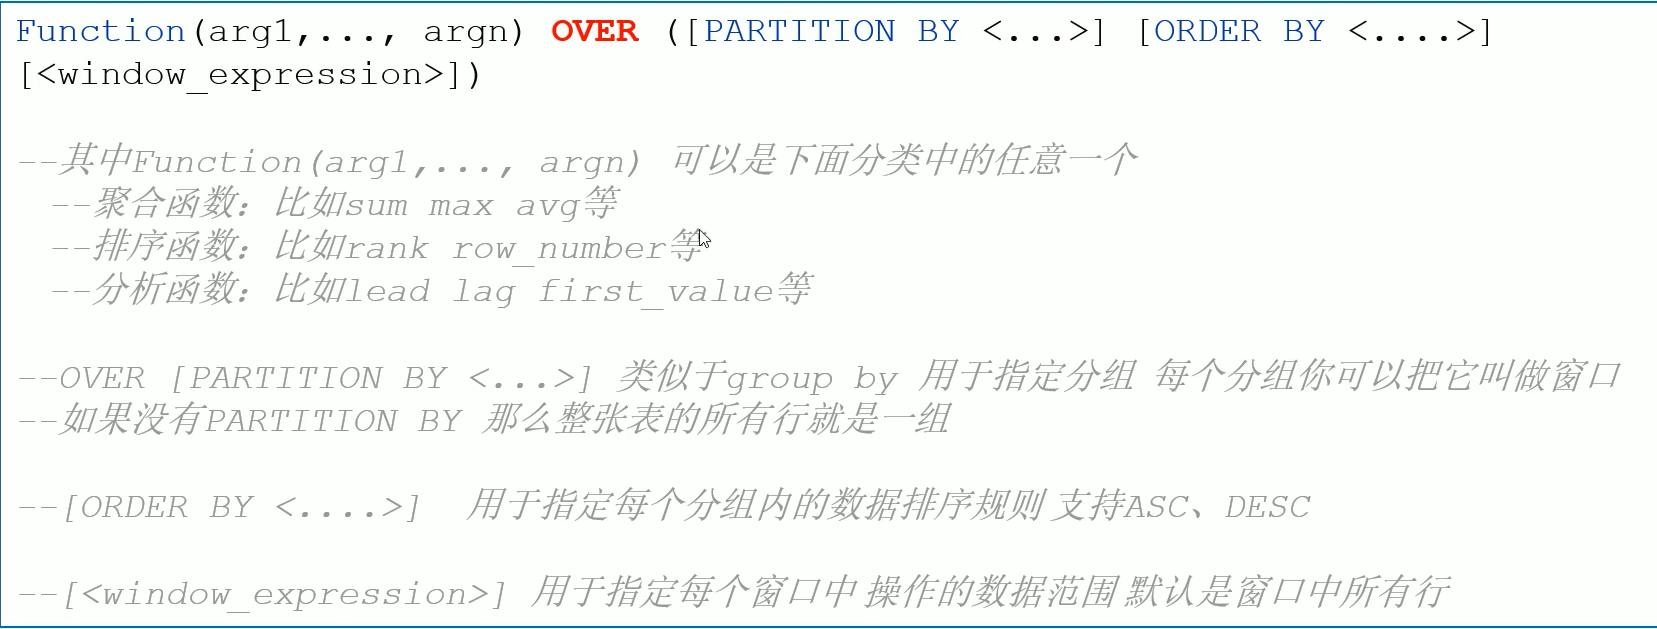 Function(arg1,..., argn) OVER ([PARTITION BY <...>] [ORDER BY <....>]
[<window_expression>])
--其中Function(arg1,..., argn) 可以是下面分类中的任意一个
--聚合函数：比如sum max avg等
--排序函数：比如rank row_number等
--分析函数：比如lead lag first_value等
--OVER [PARTITION BY <...>] 类似于group by 用于指定分组 每个分组你可以把它叫做窗口
--如果没有PARTITION BY 那么整张表的所有行就是一组
--[ORDER BY <....>] 用于指定每个分组内的数据排序规则 支持ASC、DESC
--[<window_expression>] 用于指定每个窗口中 操作的数据范围 默认是窗口中所有行